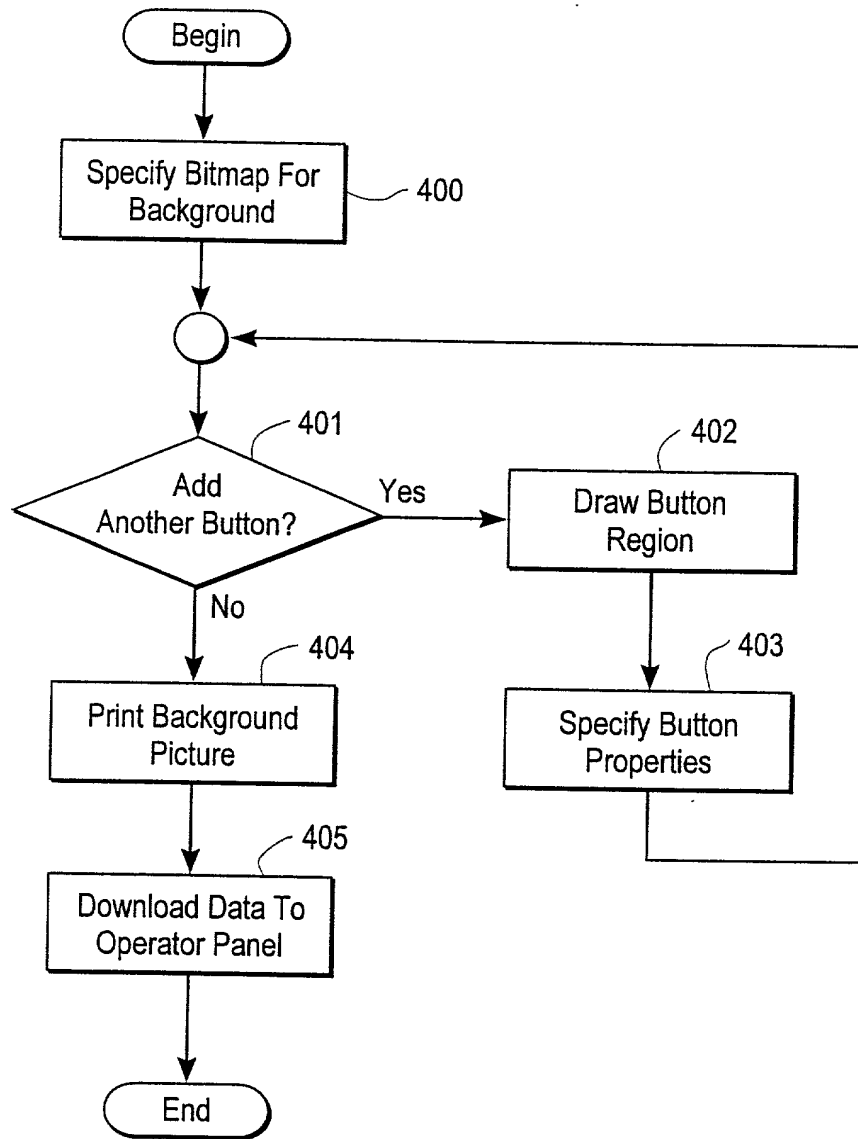 Begin
Specify Bitmap For
Background
400
401
Add
Another Button?
Yes
402
Draw Button
Region
No
403
Specify Button
Properties
404
Print Background
Picture
405
Download Data To
Operator Panel
End